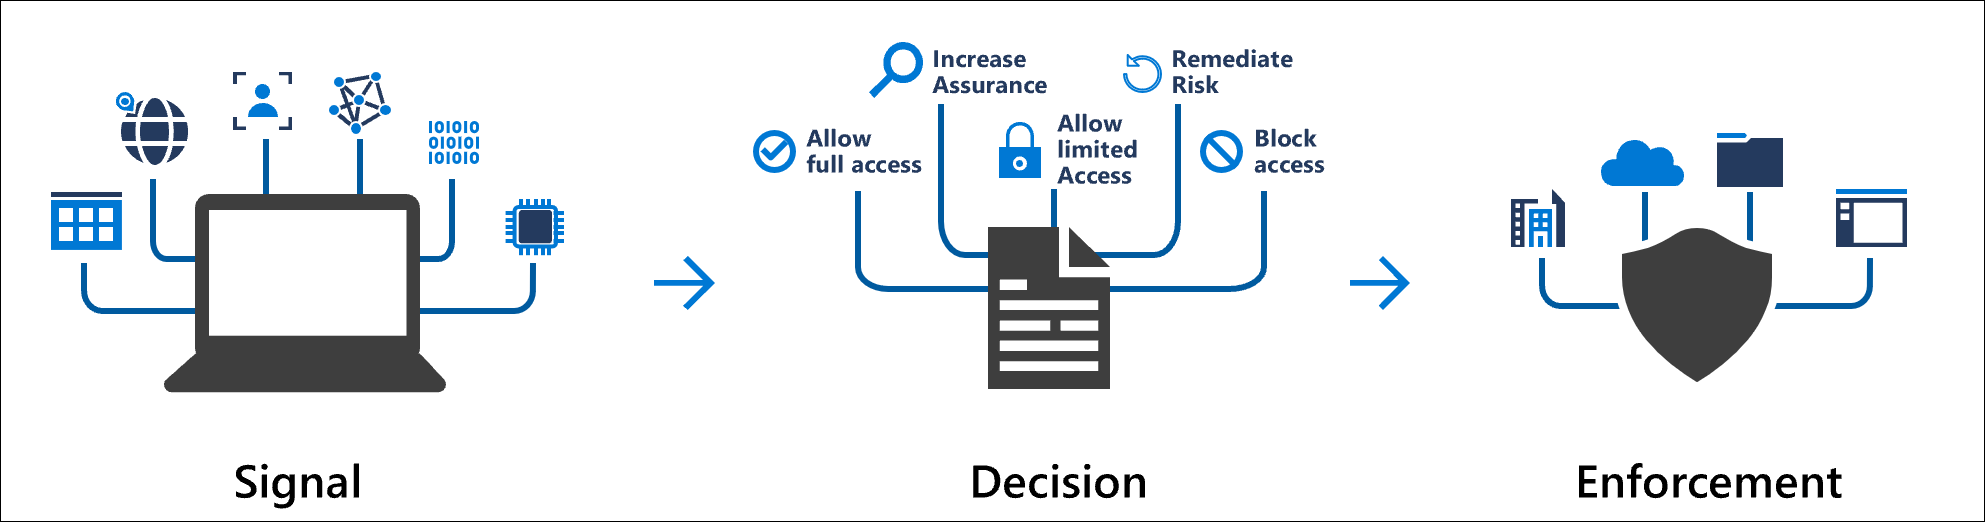 Increase
Assurance
Remediate
Risk
Allow
full access
Allow
limited
Access
Block
access
101010
010101
101010
Signal
Decision
Enforcement